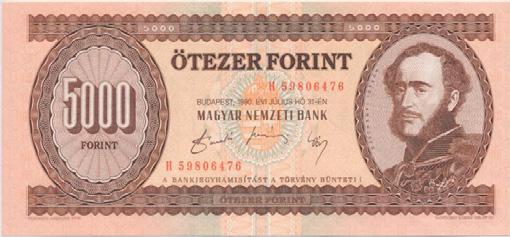 5000 5000
ÖTEZER FORINT
H 59806476
BUDAPEST, 1990. ÉVI JÚLIUS HÓ 31-ÉN
MAGYAR NEMZETI BANK
5000
FORINT
H 59806476
A BANKJEGYHAMISÍTÁST A TÖRVÉNY BÜNTETI!
ÖTEZER FORINT